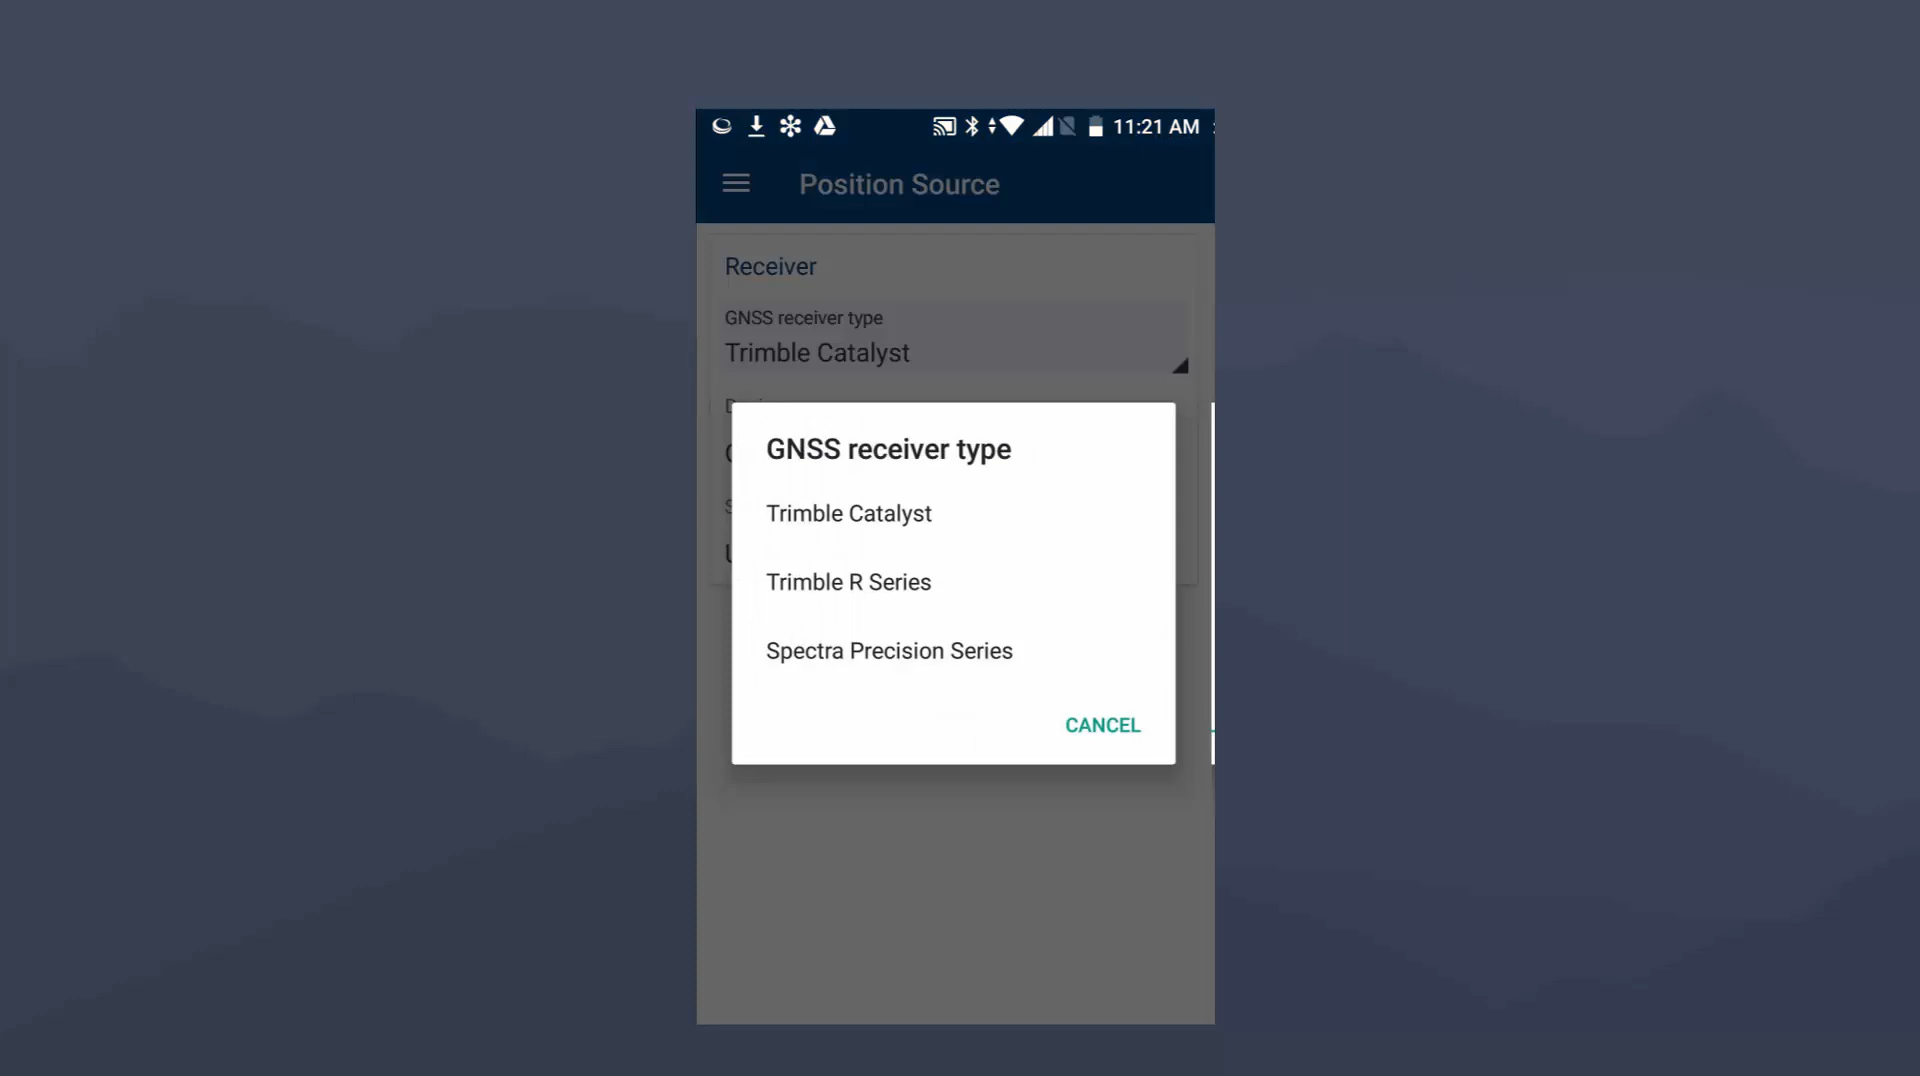 11:21 AM
Position Source
Receiver
GNSS receiver type
Trimble Catalyst
GNSS receiver type
Trimble Catalyst
Trimble R Series
Spectra Precision Series
CANCEL